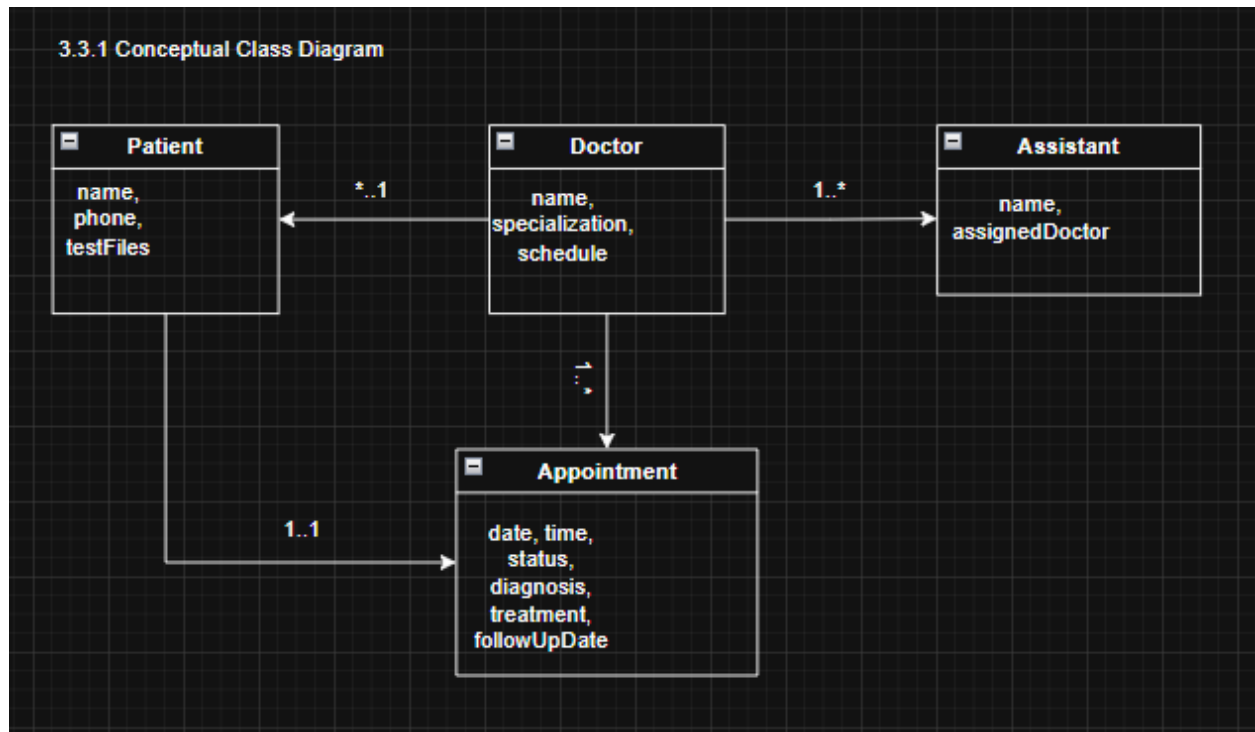 3.3.1 Conceptual Class Diagram
Patient
name,
phone,
testFiles
*..1
Doctor
name,
specialization,
schedule
1..*
Assistant
name,
assignedDoctor
1..*
1..1
Appointment
date, time,
status,
diagnosis,
treatment,
followUpDate